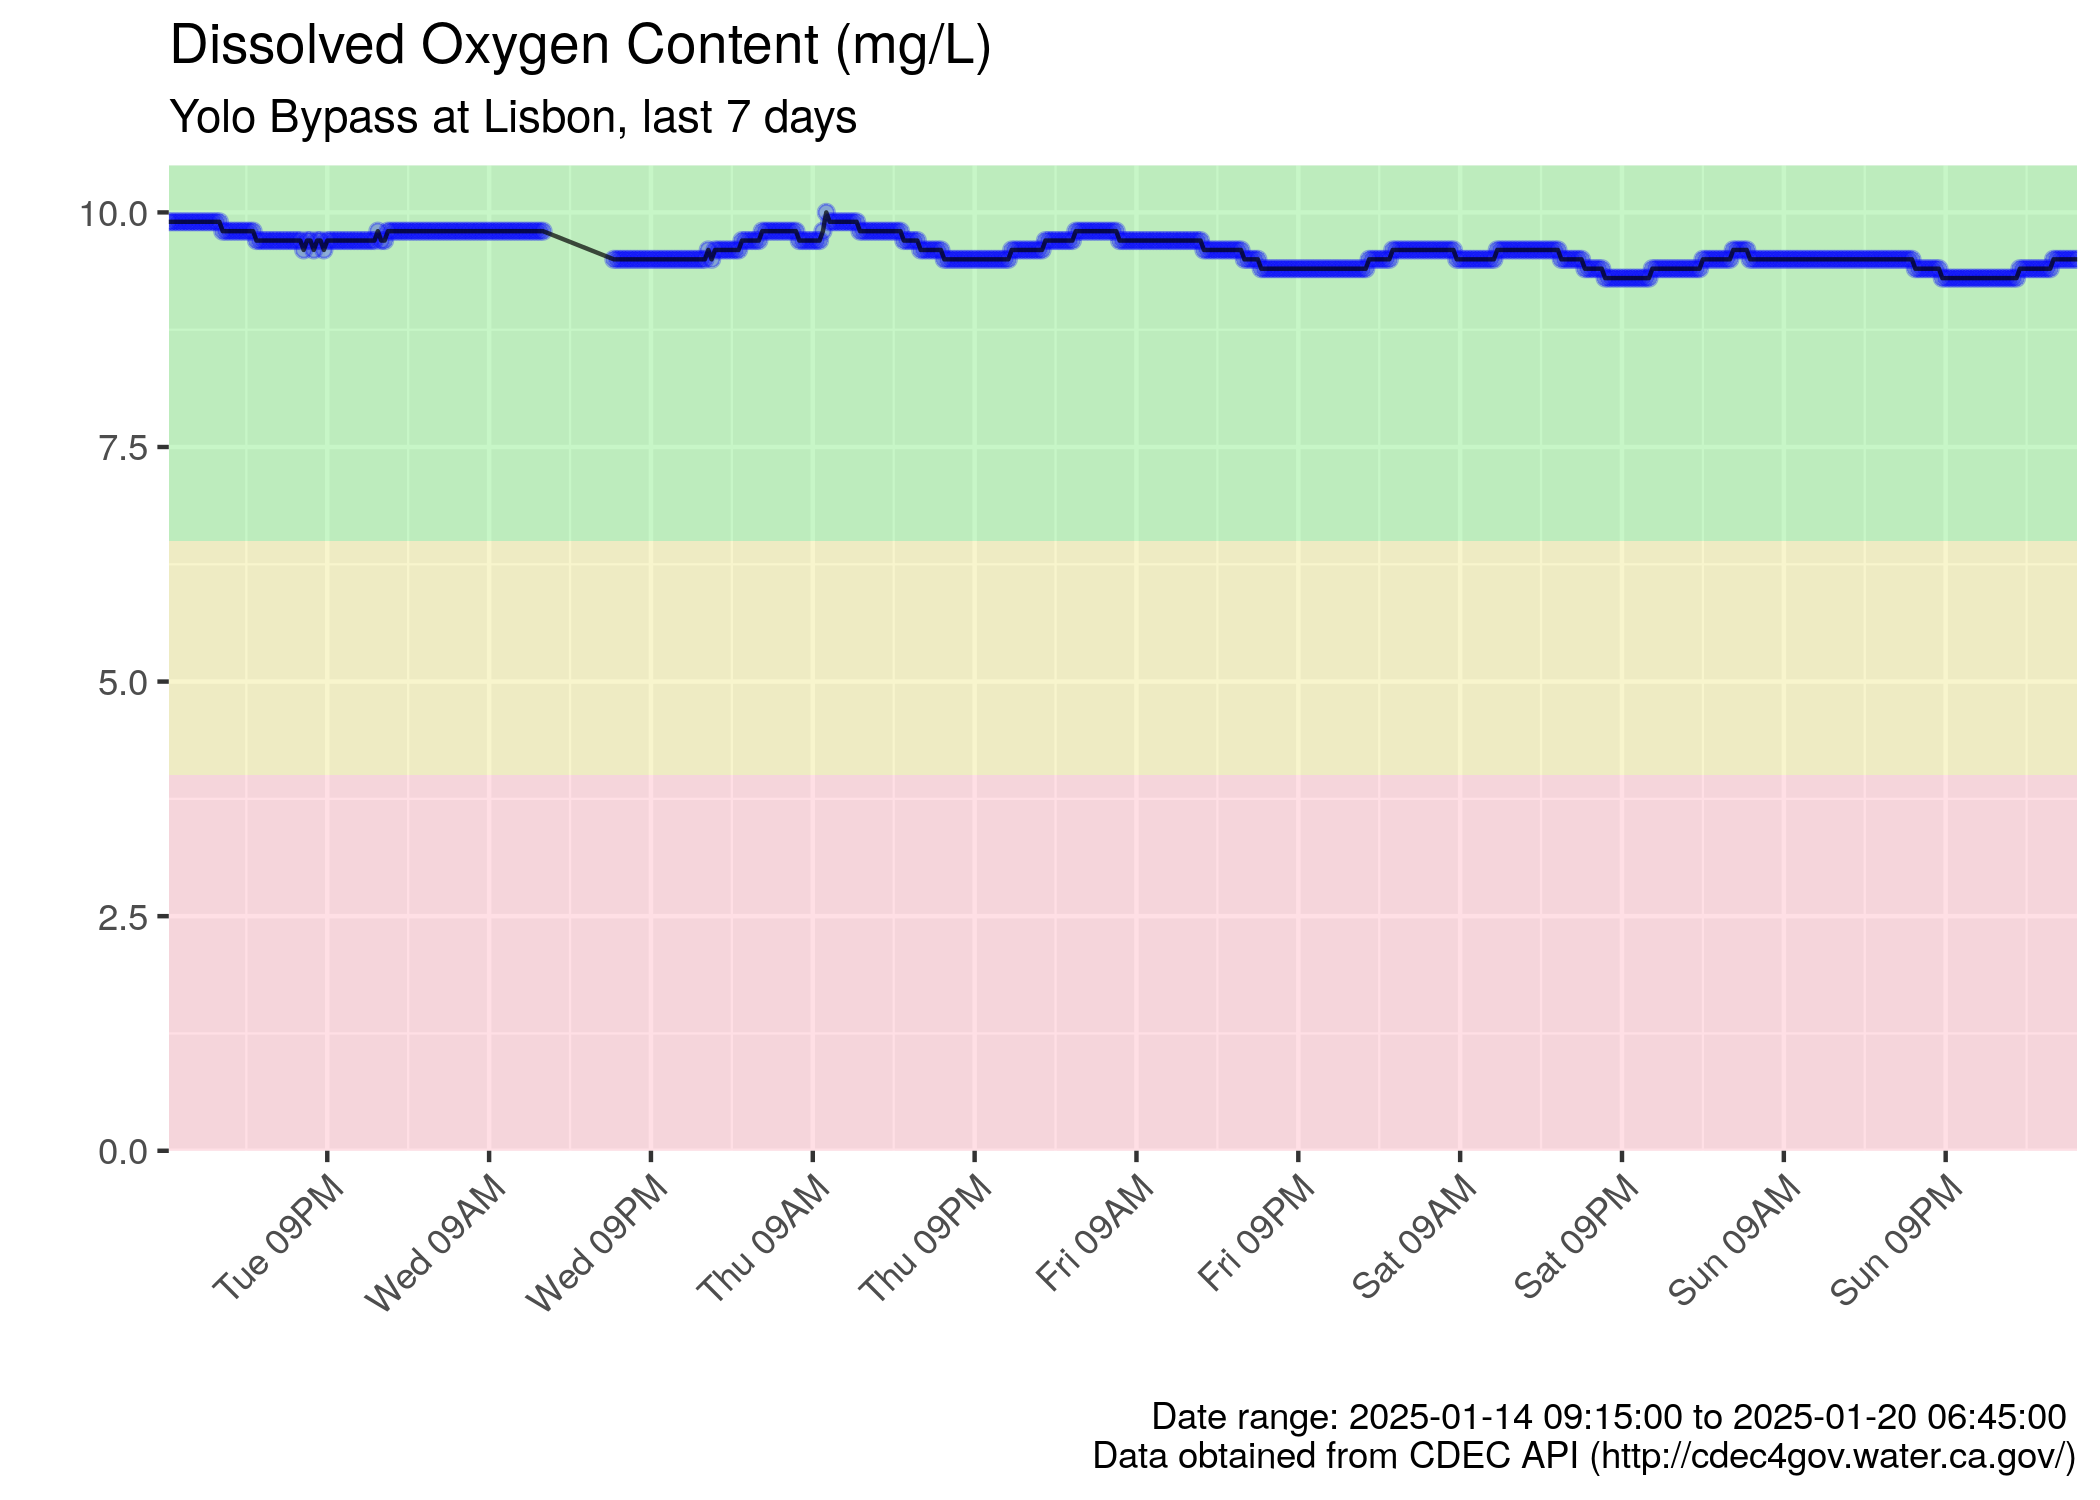 Dissolved Oxygen Content (mg/L)
Yolo Bypass at Lisbon, last 7 days
10.0
7.5
5.0
2.5
0.0
Tue 09PM
Wed 09AM
Wed 09PM
Thu 09AM
Thu 09PM
Fri 09AM
Fri 09PM
Sat 09AM
Sat 09PM
Sun 09AM
Sun 09PM
Date range: 2025-01-14 09:15:00 to 2025-01-20 06:45:00
Data obtained from CDEC API (http://cdec4gov.water.ca.gov/)